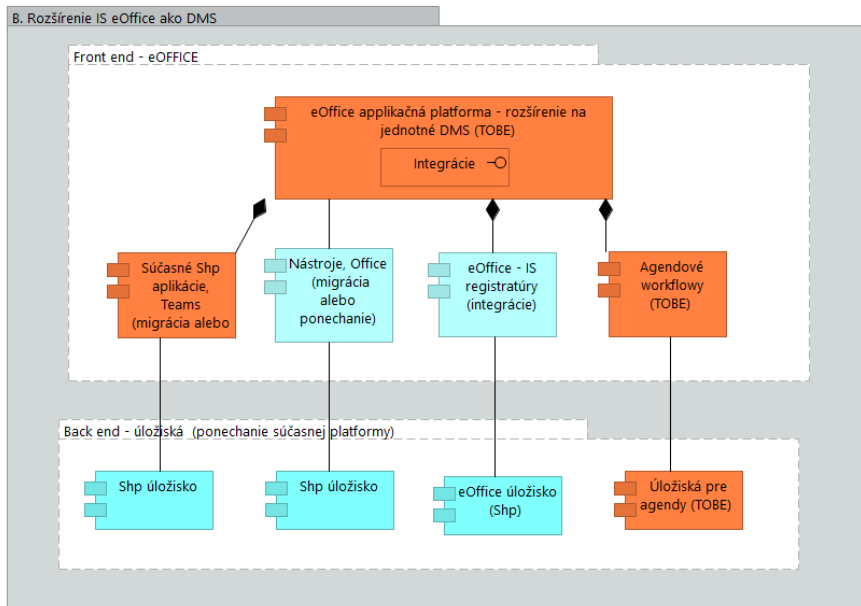 B. Rozšírenie IS eOffice ako DMS
Front end - eOFFICE
eOffice applikačná platforma - rozšírenie na
jednotné DMS (TOBE)
Integrácie
Súčasné Shp
aplikácie,
Teams
(migrácia alebo
Nástroje, Office
(migrácia
alebo
ponechanie)
eOffice - IS
registratúry
(integrácie)
Agendové
workflowy
(TOBE)
Back end - úložiská (ponechanie súčasnej platformy)
Shp úložisko
Shp úložisko
eOffice úložisko
(Shp)
Úložiská pre
agendy (TOBE)